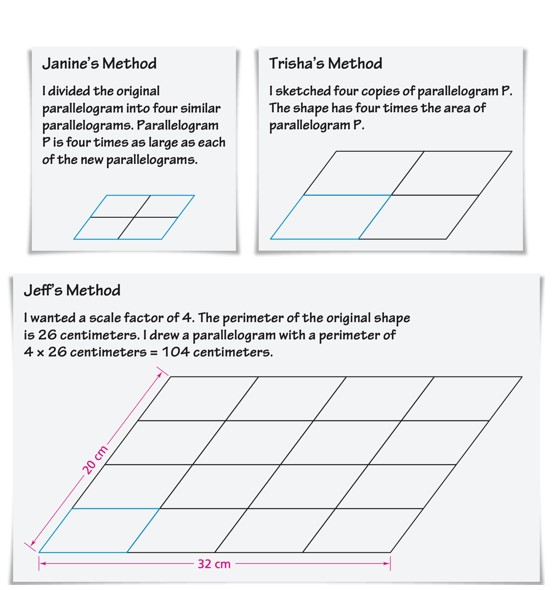 Janine's Method
I divided the original
parallelogram into four similar
parallelograms. Parallelogram
P is four times as large as each
of the new parallelograms.
Trisha's Method
I sketched four copies of parallelogram P.
The shape has four times the area of
parallelogram P.
Jeff's Method
I wanted a scale factor of 4. The perimeter of the original shape
is 26 centimeters. I drew a parallelogram with a perimeter of
4 x 26 centimeters = 104 centimeters.
20 cm
32 cm